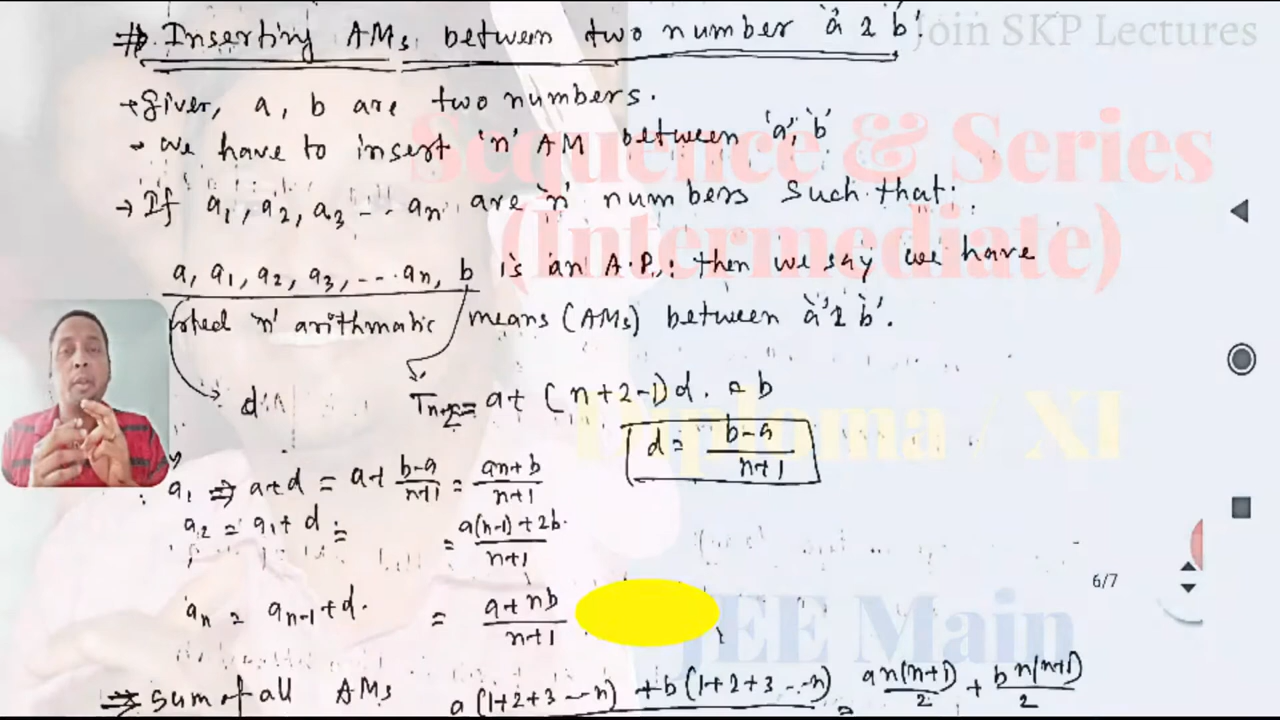 # Inserting AMs between two number 'a' & 'b'.
Join SKP Lectures
→ Given, a, b are two numbers.
→ we have to insert 'n' AM between 'a', 'b'
Sequence & Series
→ If a₁, a₂, a₃ --- aₙ are 'n' numbers such that:
(Intermediate)
a, a₁, a₂, a₃, --- aₙ, b is an A.P.; then we say we have
rted 'n' arithmatic means (AMs) between 'a' & 'b'.
d Tₙ₊₂ = a + (n+2-1)d. = b
Diploma / XI
d = (b-a)/(n+1)
∴ a₁ ⇒ a+d = a + (b-a)/(n+1) = (an+b)/(n+1)
a₂ = a₁+d = = (a(n-1)+2b)/(n+1)
6/7
aₙ = aₙ₋₁+d. = (a+nb)/(n+1)
JEE Main
⇒ sum of all AMs a(1+2+3---n) + b(1+2+3---n) = an(n+1)/2 + bn(n+1)/2